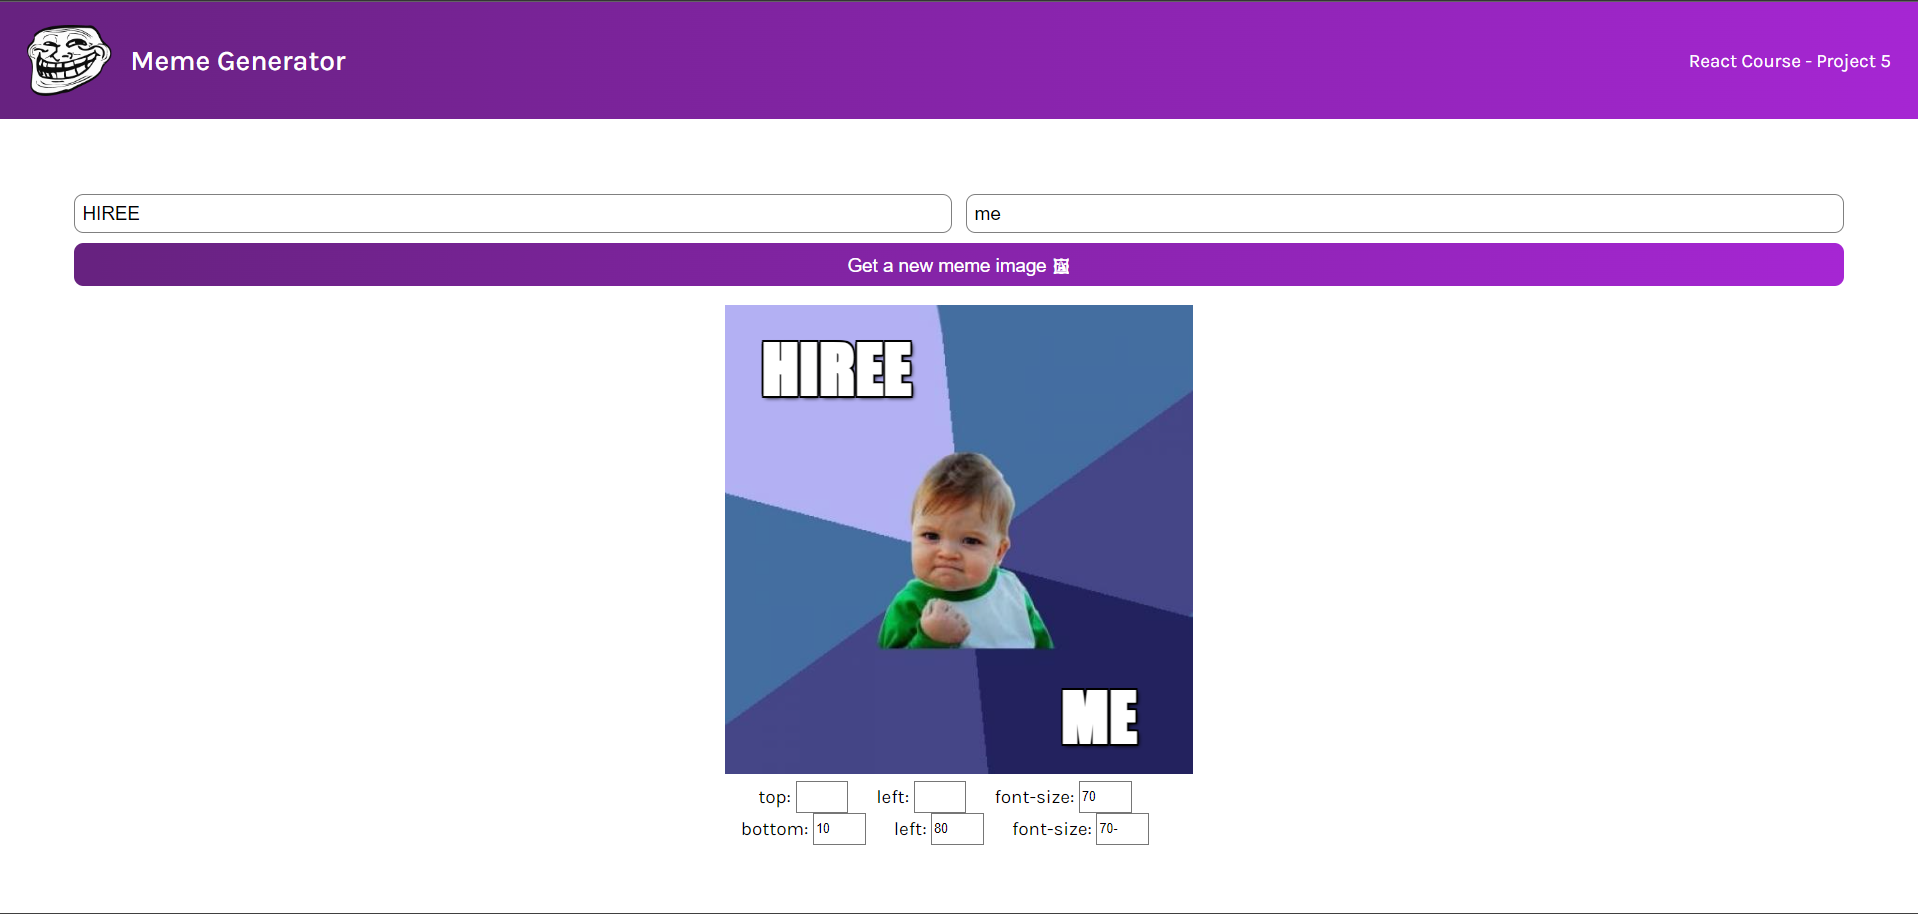 Meme Generator
React Course - Project 5
HIREE
me
Get a new meme image 🖼
HIREE
ME
top:
left:
font-size: 70
bottom: 10
left: 80
font-size: 70-